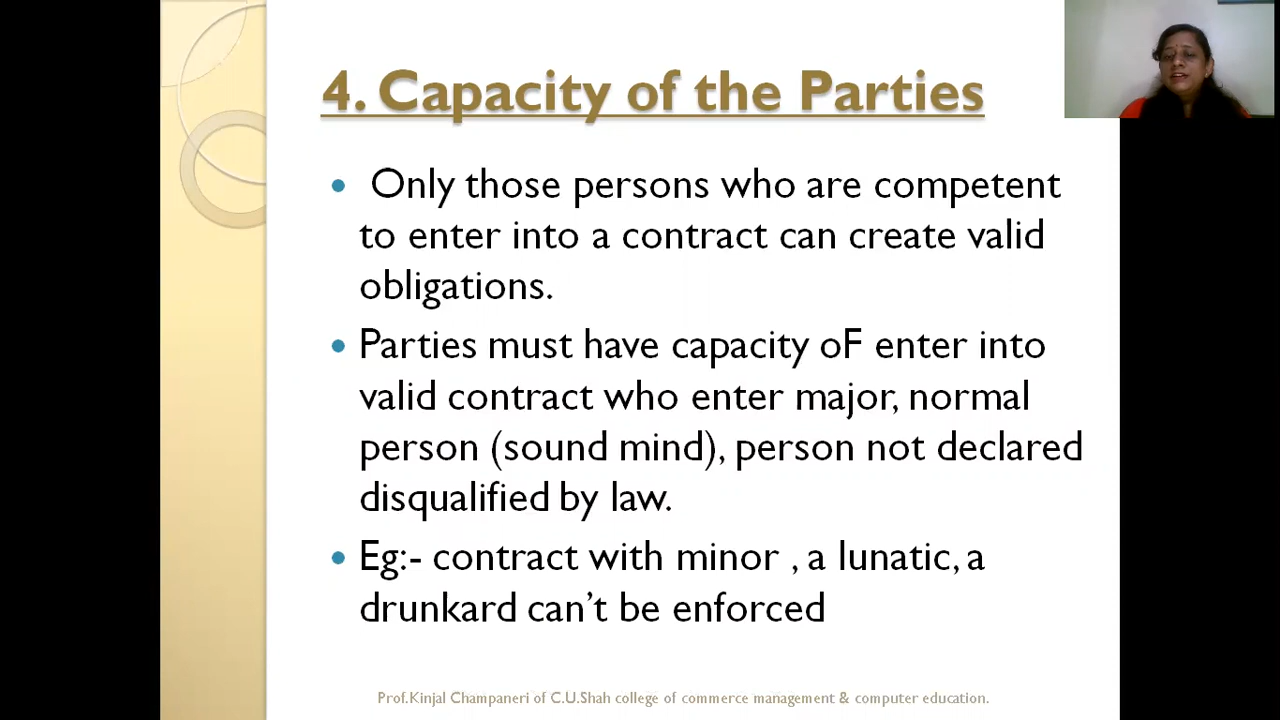 4. Capacity of the Parties
• Only those persons who are competent
to enter into a contract can create valid
obligations.
• Parties must have capacity oF enter into
valid contract who enter major, normal
person (sound mind), person not declared
disqualified by law.
• Eg:- contract with minor , a lunatic, a
drunkard can't be enforced
Prof.Kinjal Champaneri of C.U.Shah college of commerce management & computer education.